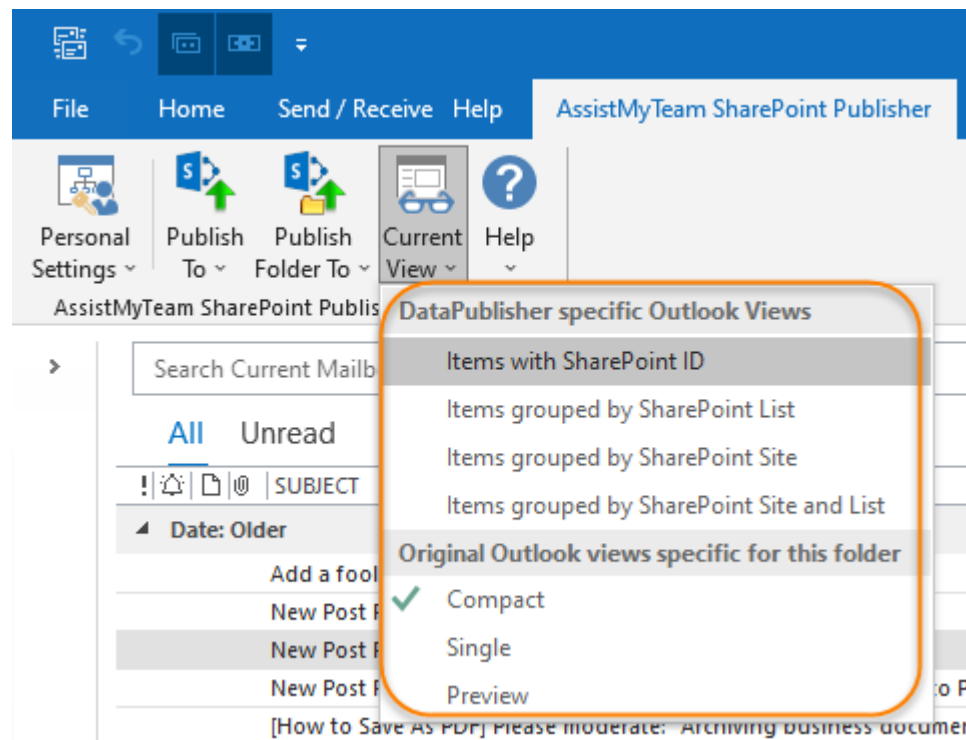 File Home Send / Receive Help AssistMyTeam SharePoint Publisher
Personal Settings
Publish To
Publish Folder To
Current View
Help
AssistMyTeam SharePoint
DataPublisher specific Outlook Views
Items with SharePoint ID
Items grouped by SharePoint List
Items grouped by SharePoint Site
Items grouped by SharePoint Site and List
Original Outlook views specific for this folder
Compact
Single
Preview
Search Current
All Unread
SUBJECT
Date: Older
Add a
New Post
New Post
New Post
[How to Save As PDF] Please moderate: "Archiving business